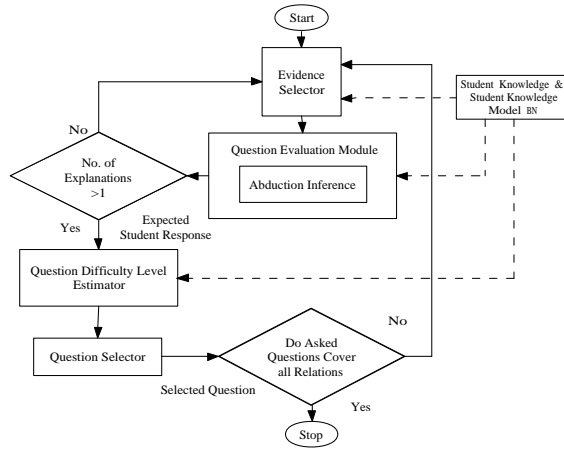 Start
Evidence
Selector
Student Knowledge &
Student Knowledge
Model BN
No
Question Evaluation Module
Abduction Inference
No. of
Explanations
>1
Yes
Expected
Student Response
Question Difficulty Level
Estimator
No
Do Asked
Questions Cover
all Relations
Question Selector
Selected Question
Yes
Stop